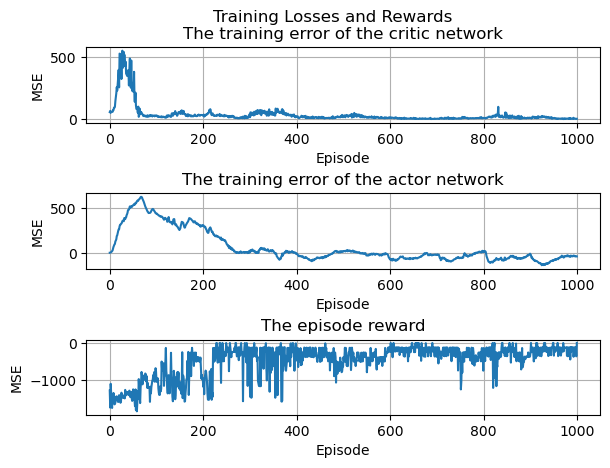 Training Losses and Rewards
The training error of the critic network
500
0
MSE
0 200 400 600 800 1000
Episode
The training error of the actor network
500
0
MSE
0 200 400 600 800 1000
Episode
The episode reward
0
−1000
MSE
0 200 400 600 800 1000
Episode